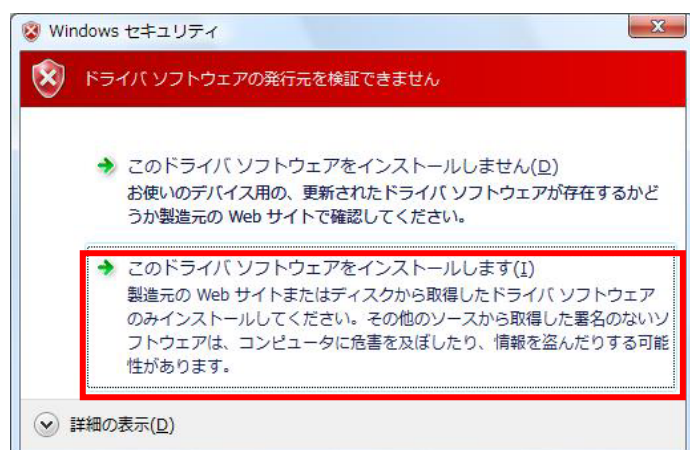 Windows セキュリティ
ドライバ ソフトウェアの発行元を検証できません
このドライバ ソフトウェアをインストールしません(D)
お使いのデバイス用の、更新されたドライバ ソフトウェアが存在するかど
うか製造元の Web サイトで確認してください。
このドライバ ソフトウェアをインストールします(I)
製造元の Web サイトまたはディスクから取得したドライバ ソフトウェア
のみインストールしてください。その他のソースから取得した署名のないソ
フトウェアは、コンピュータに危害を及ぼしたり、情報を盗んだりする可能
性があります。
詳細の表示(D)